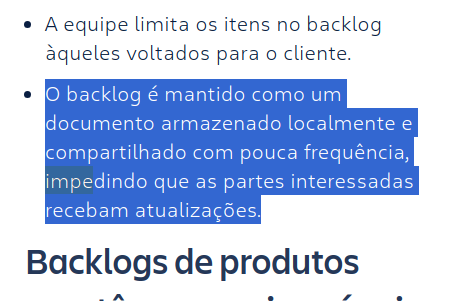 A equipe limita os itens no backlog
àqueles voltados para o cliente.
O backlog é mantido como um
documento armazenado localmente e
compartilhado com pouca frequência,
impedindo que as partes interessadas
recebam atualizações.
Backlogs de produtos